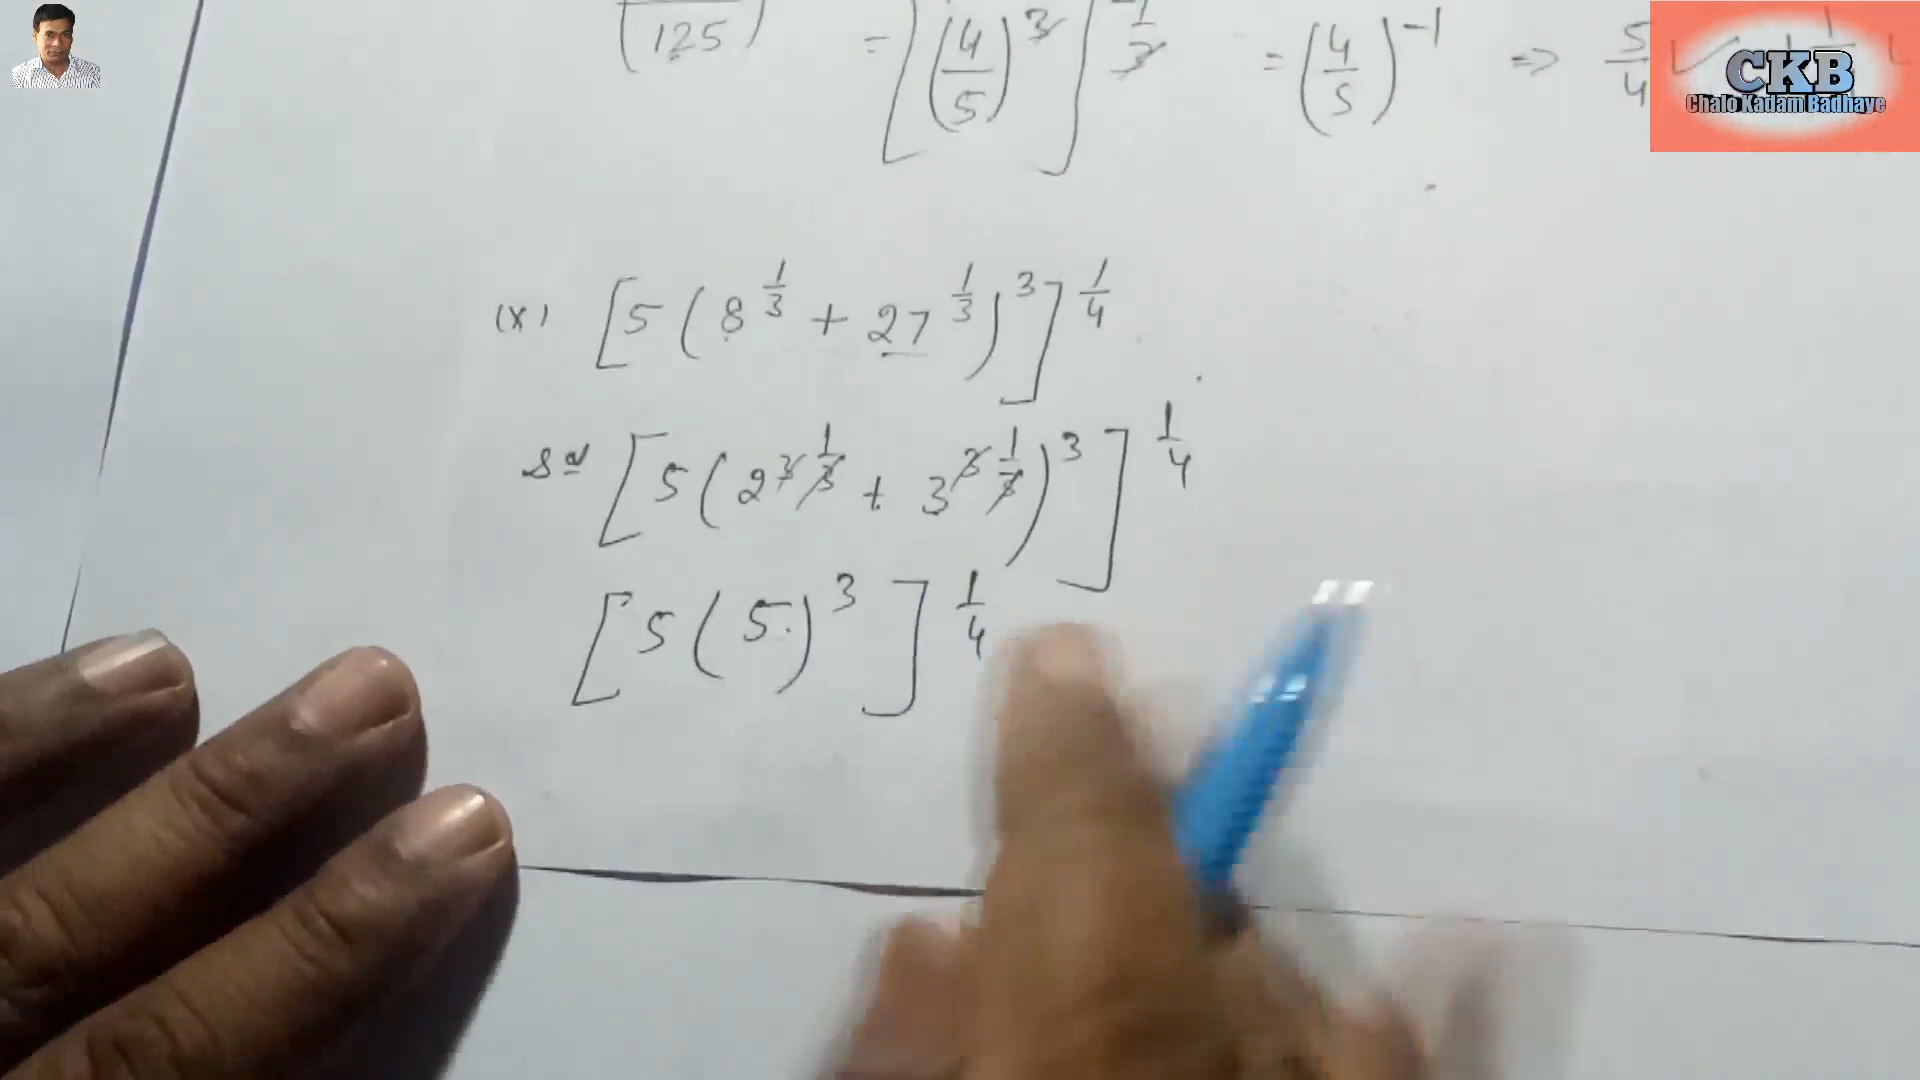 (125) = [(4/5)^3]^-1/3 = (4/5)^-1 => 5/4
CKB
Chalo Kadam Badhaye
(x) [5(8^1/3 + 27^1/3)^3]^1/4
Sol [5(2^3×1/3 + 3^3×1/3)^3]^1/4
[5(5)^3]^1/4